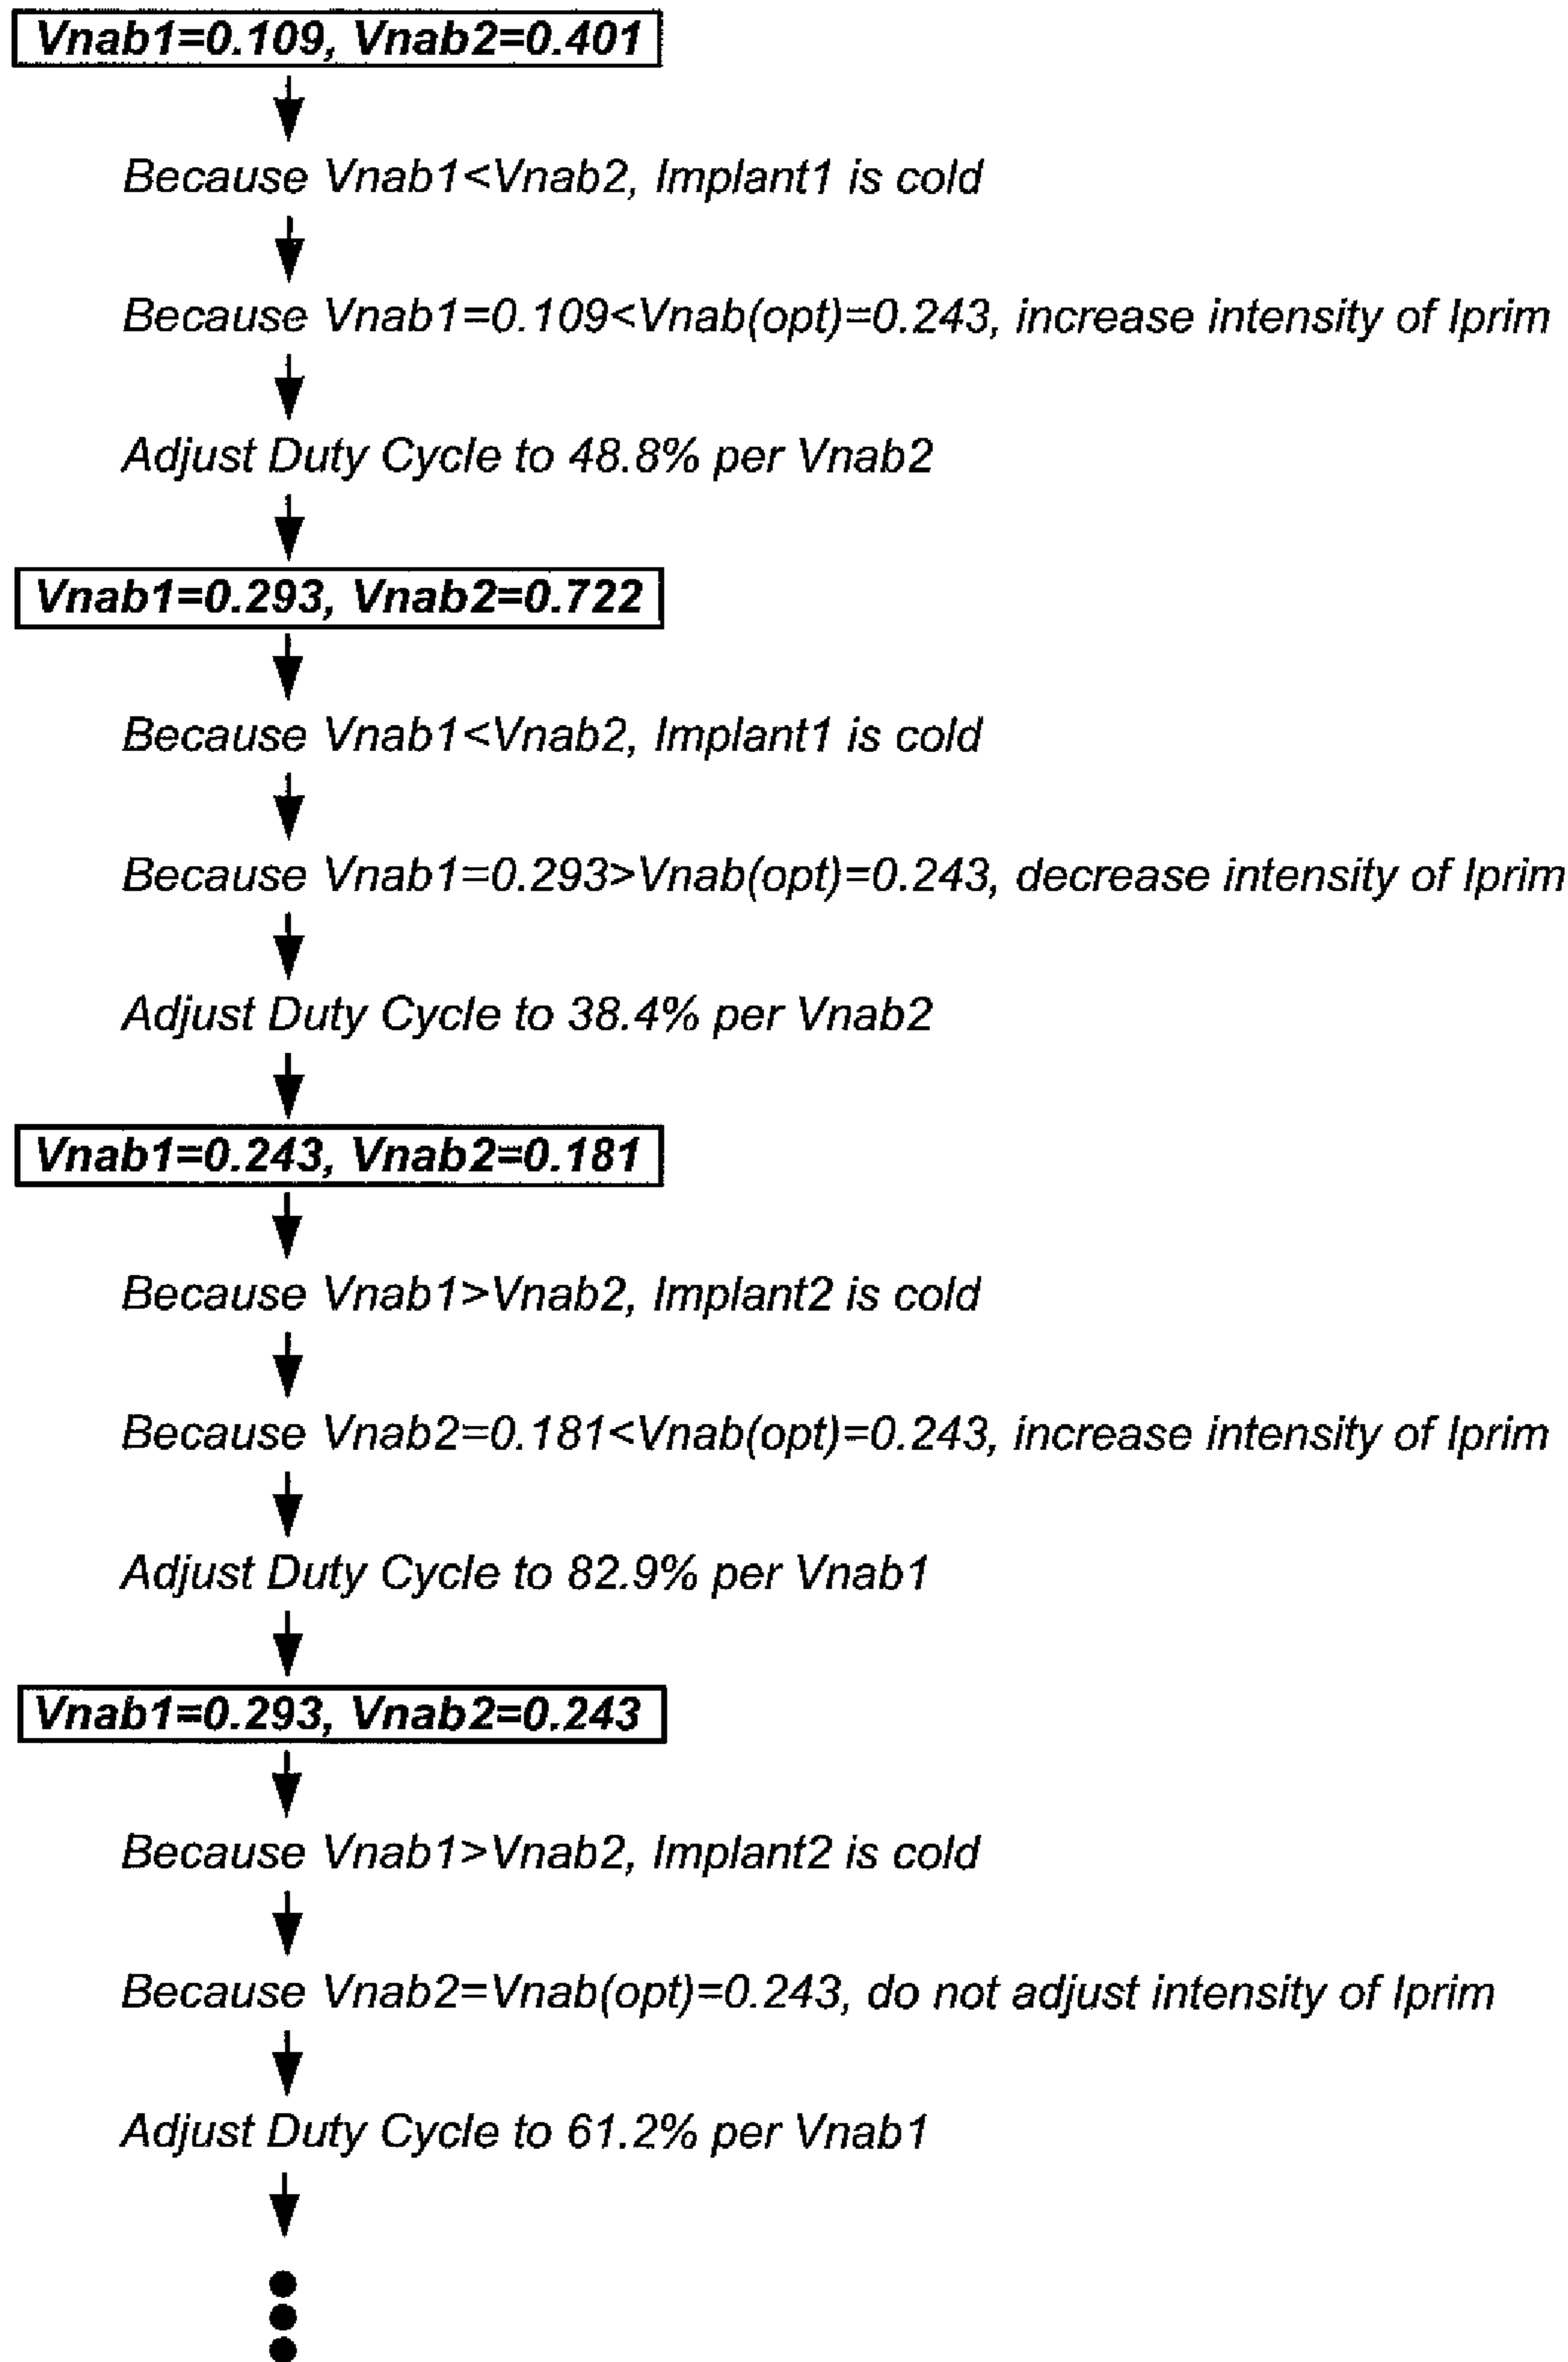 Vnab1=0.109, Vnab2=0.401
Because Vnab1<Vnab2, Implant1 is cold
Because Vnab1=0.109<Vnab(opt)=0.243, increase intensity of Iprim
Adjust Duty Cycle to 48.8% per Vnab2
Vnab1=0.293, Vnab2=0.722
Because Vnab1<Vnab2, Implant1 is cold
Because Vnab1=0.293>Vnab(opt)=0.243, decrease intensity of Iprim
Adjust Duty Cycle to 38.4% per Vnab2
Vnab1=0.243, Vnab2=0.181
Because Vnab1>Vnab2, Implant2 is cold
Because Vnab2=0.181<Vnab(opt)=0.243, increase intensity of Iprim
Adjust Duty Cycle to 82.9% per Vnab1
Vnab1=0.293, Vnab2=0.243
Because Vnab1>Vnab2, Implant2 is cold
Because Vnab2=Vnab(opt)=0.243, do not adjust intensity of Iprim
Adjust Duty Cycle to 61.2% per Vnab1